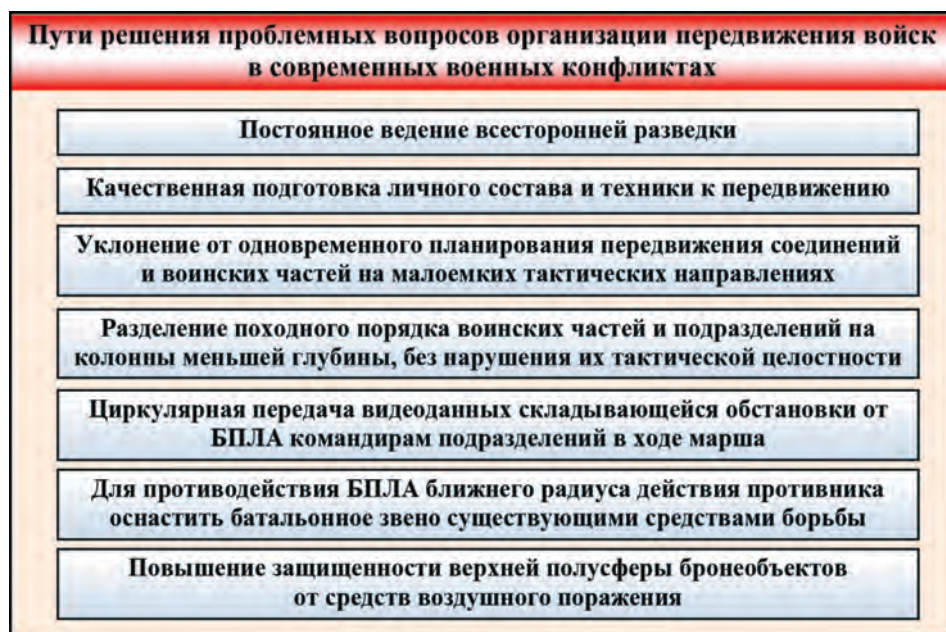 Пути решения проблемных вопросов организации передвижения войск
в современных военных конфликтах
Постоянное ведение всесторонней разведки
Качественная подготовка личного состава и техники к передвижению
Уклонение от одновременного планирования передвижения соединений
и воинских частей на малоемких тактических направлениях
Разделение походного порядка воинских частей и подразделений на
колонны меньшей глубины, без нарушения их тактической целостности
Циркулярная передача видеоданных складывающейся обстановки от
БПЛА командирам подразделений в ходе марша
Для противодействия БПЛА ближнего радиуса действия противника
оснастить батальонное звено существующими средствами борьбы
Повышение защищенности верхней полусферы бронеобъектов
от средств воздушного поражения